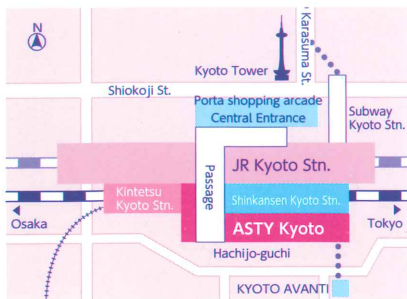 N
Karasuma St.
Kyoto Tower
Shiokoji St.
Porta shopping arcade
Central Entrance
Subway
Kyoto Stn.
JR Kyoto Stn.
Passage
Kintetsu
Kyoto Stn.
Shinkansen Kyoto Stn.
Osaka
ASTY Kyoto
Tokyo
Hachijo-guchi
KYOTO AVANTI